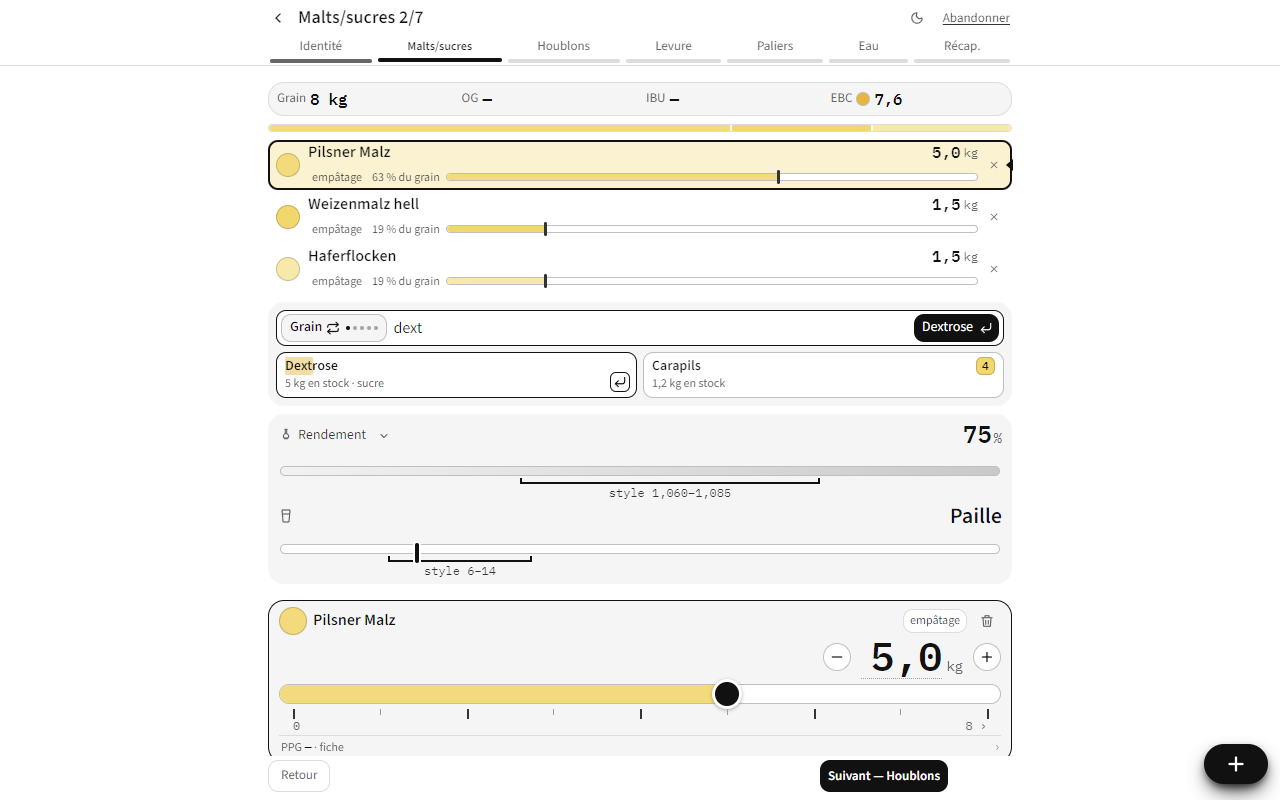 Malts/sucres 2/7
Abandonner
Identité Malts/sucres Houblons Levure Paliers Eau Récap.
Grain 8 kg OG — IBU — EBC 7,6
Pilsner Malz 5,0 kg
empâtage 63 % du grain
Weizenmalz hell 1,5 kg
empâtage 19 % du grain
Haferflocken 1,5 kg
empâtage 19 % du grain
Grain dext Dextrose
Dextrose
5 kg en stock · sucre
Carapils 4
1,2 kg en stock
Rendement 75%
style 1,060–1,085
Paille
style 6–14
Pilsner Malz empâtage
5,0 kg
0 8 ›
PPG — · fiche ›
Retour Suivant — Houblons